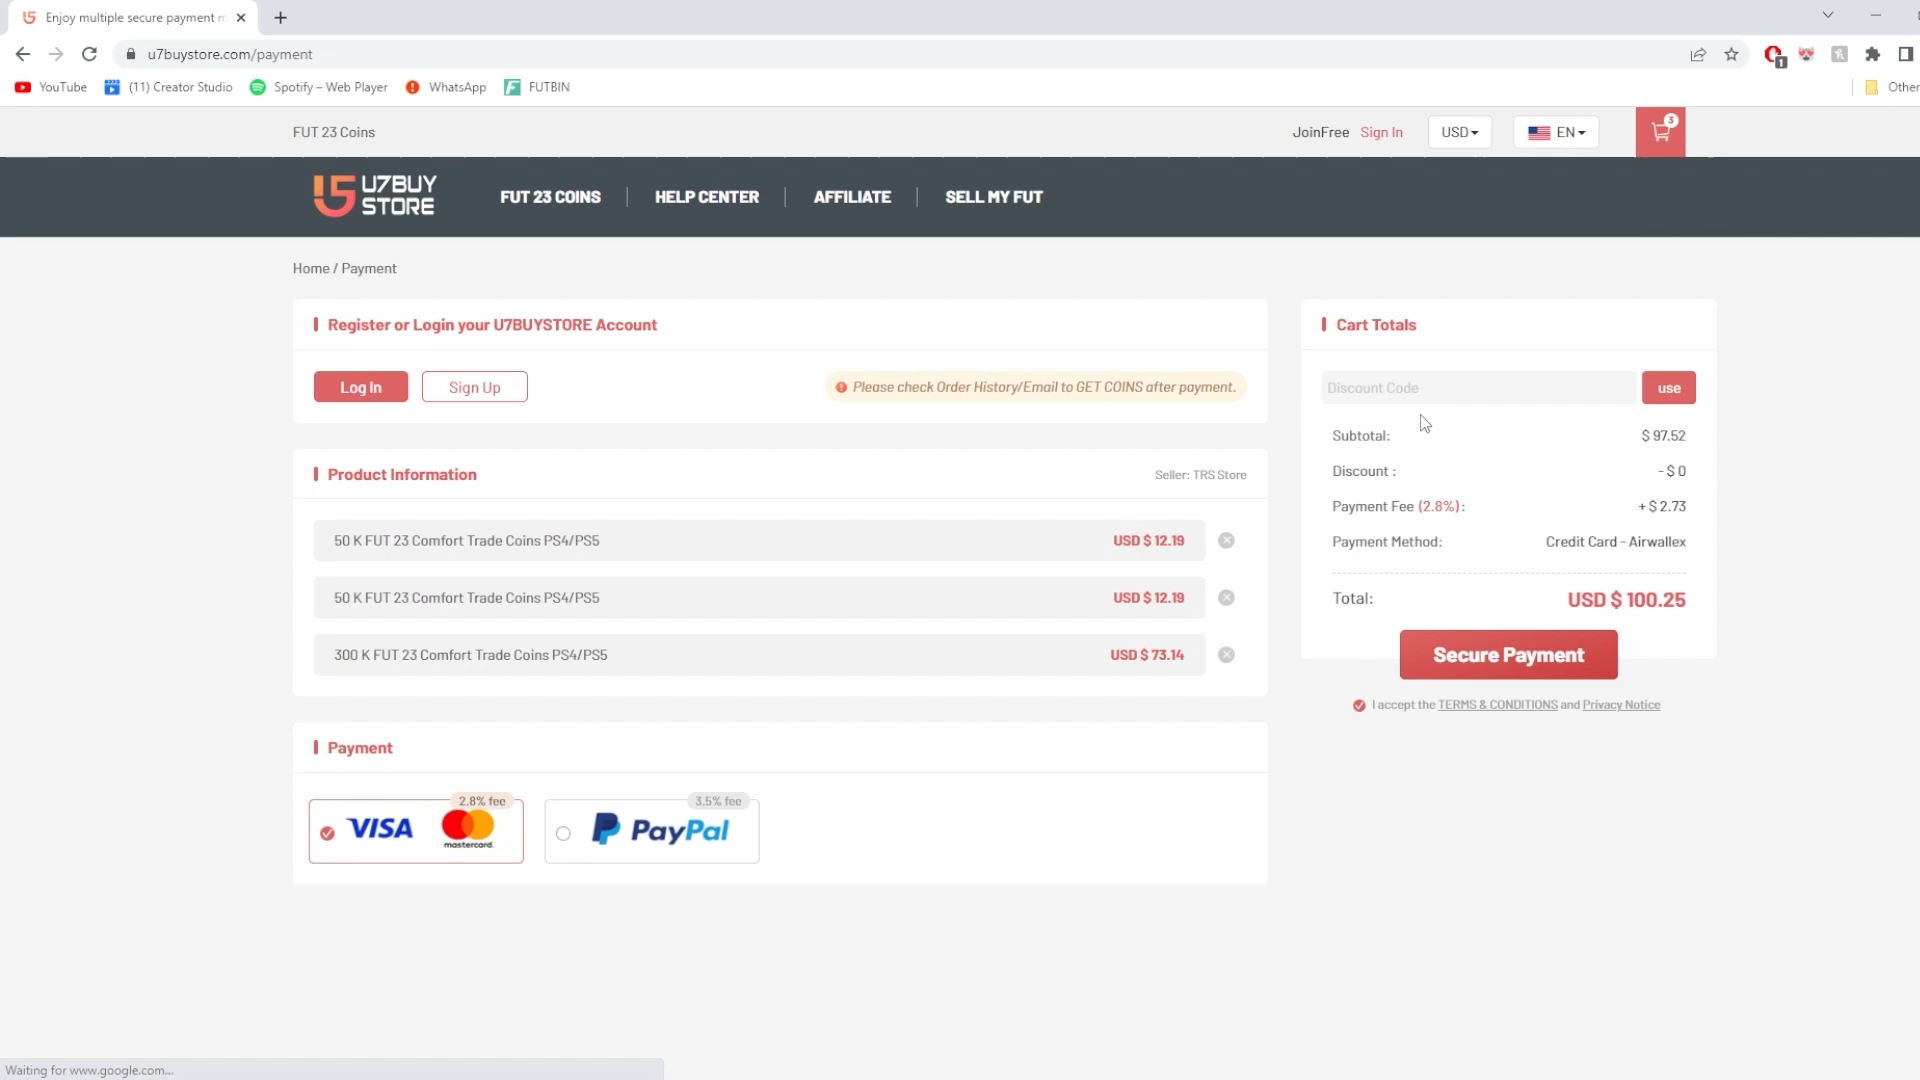 Enjoy multiple secure payment m
u7buystore.com/payment
1
YouTube
(11) Creator Studio
Spotify – Web Player
WhatsApp
FUTBIN
Other
FUT 23 Coins
JoinFree Sign In
USD
EN
3
U7BUY
STORE
FUT 23 COINS
HELP CENTER
AFFILIATE
SELL MY FUT
Home / Payment
Register or Login your U7BUYSTORE Account
Log In
Sign Up
Please check Order History/Email to GET COINS after payment.
Product Information
Seller: TRS Store
50 K FUT 23 Comfort Trade Coins PS4/PS5
USD $ 12.19
50 K FUT 23 Comfort Trade Coins PS4/PS5
USD $ 12.19
300 K FUT 23 Comfort Trade Coins PS4/PS5
USD $ 73.14
Payment
2.8% fee
VISA
mastercard.
3.5% fee
PayPal
Cart Totals
Discount Code
use
Subtotal:
$ 97.52
Discount :
- $ 0
Payment Fee (2.8%) :
+ $ 2.73
Payment Method:
Credit Card - Airwallex
Total:
USD $ 100.25
Secure Payment
I accept the TERMS & CONDITIONS and Privacy Notice
Waiting for www.google.com...